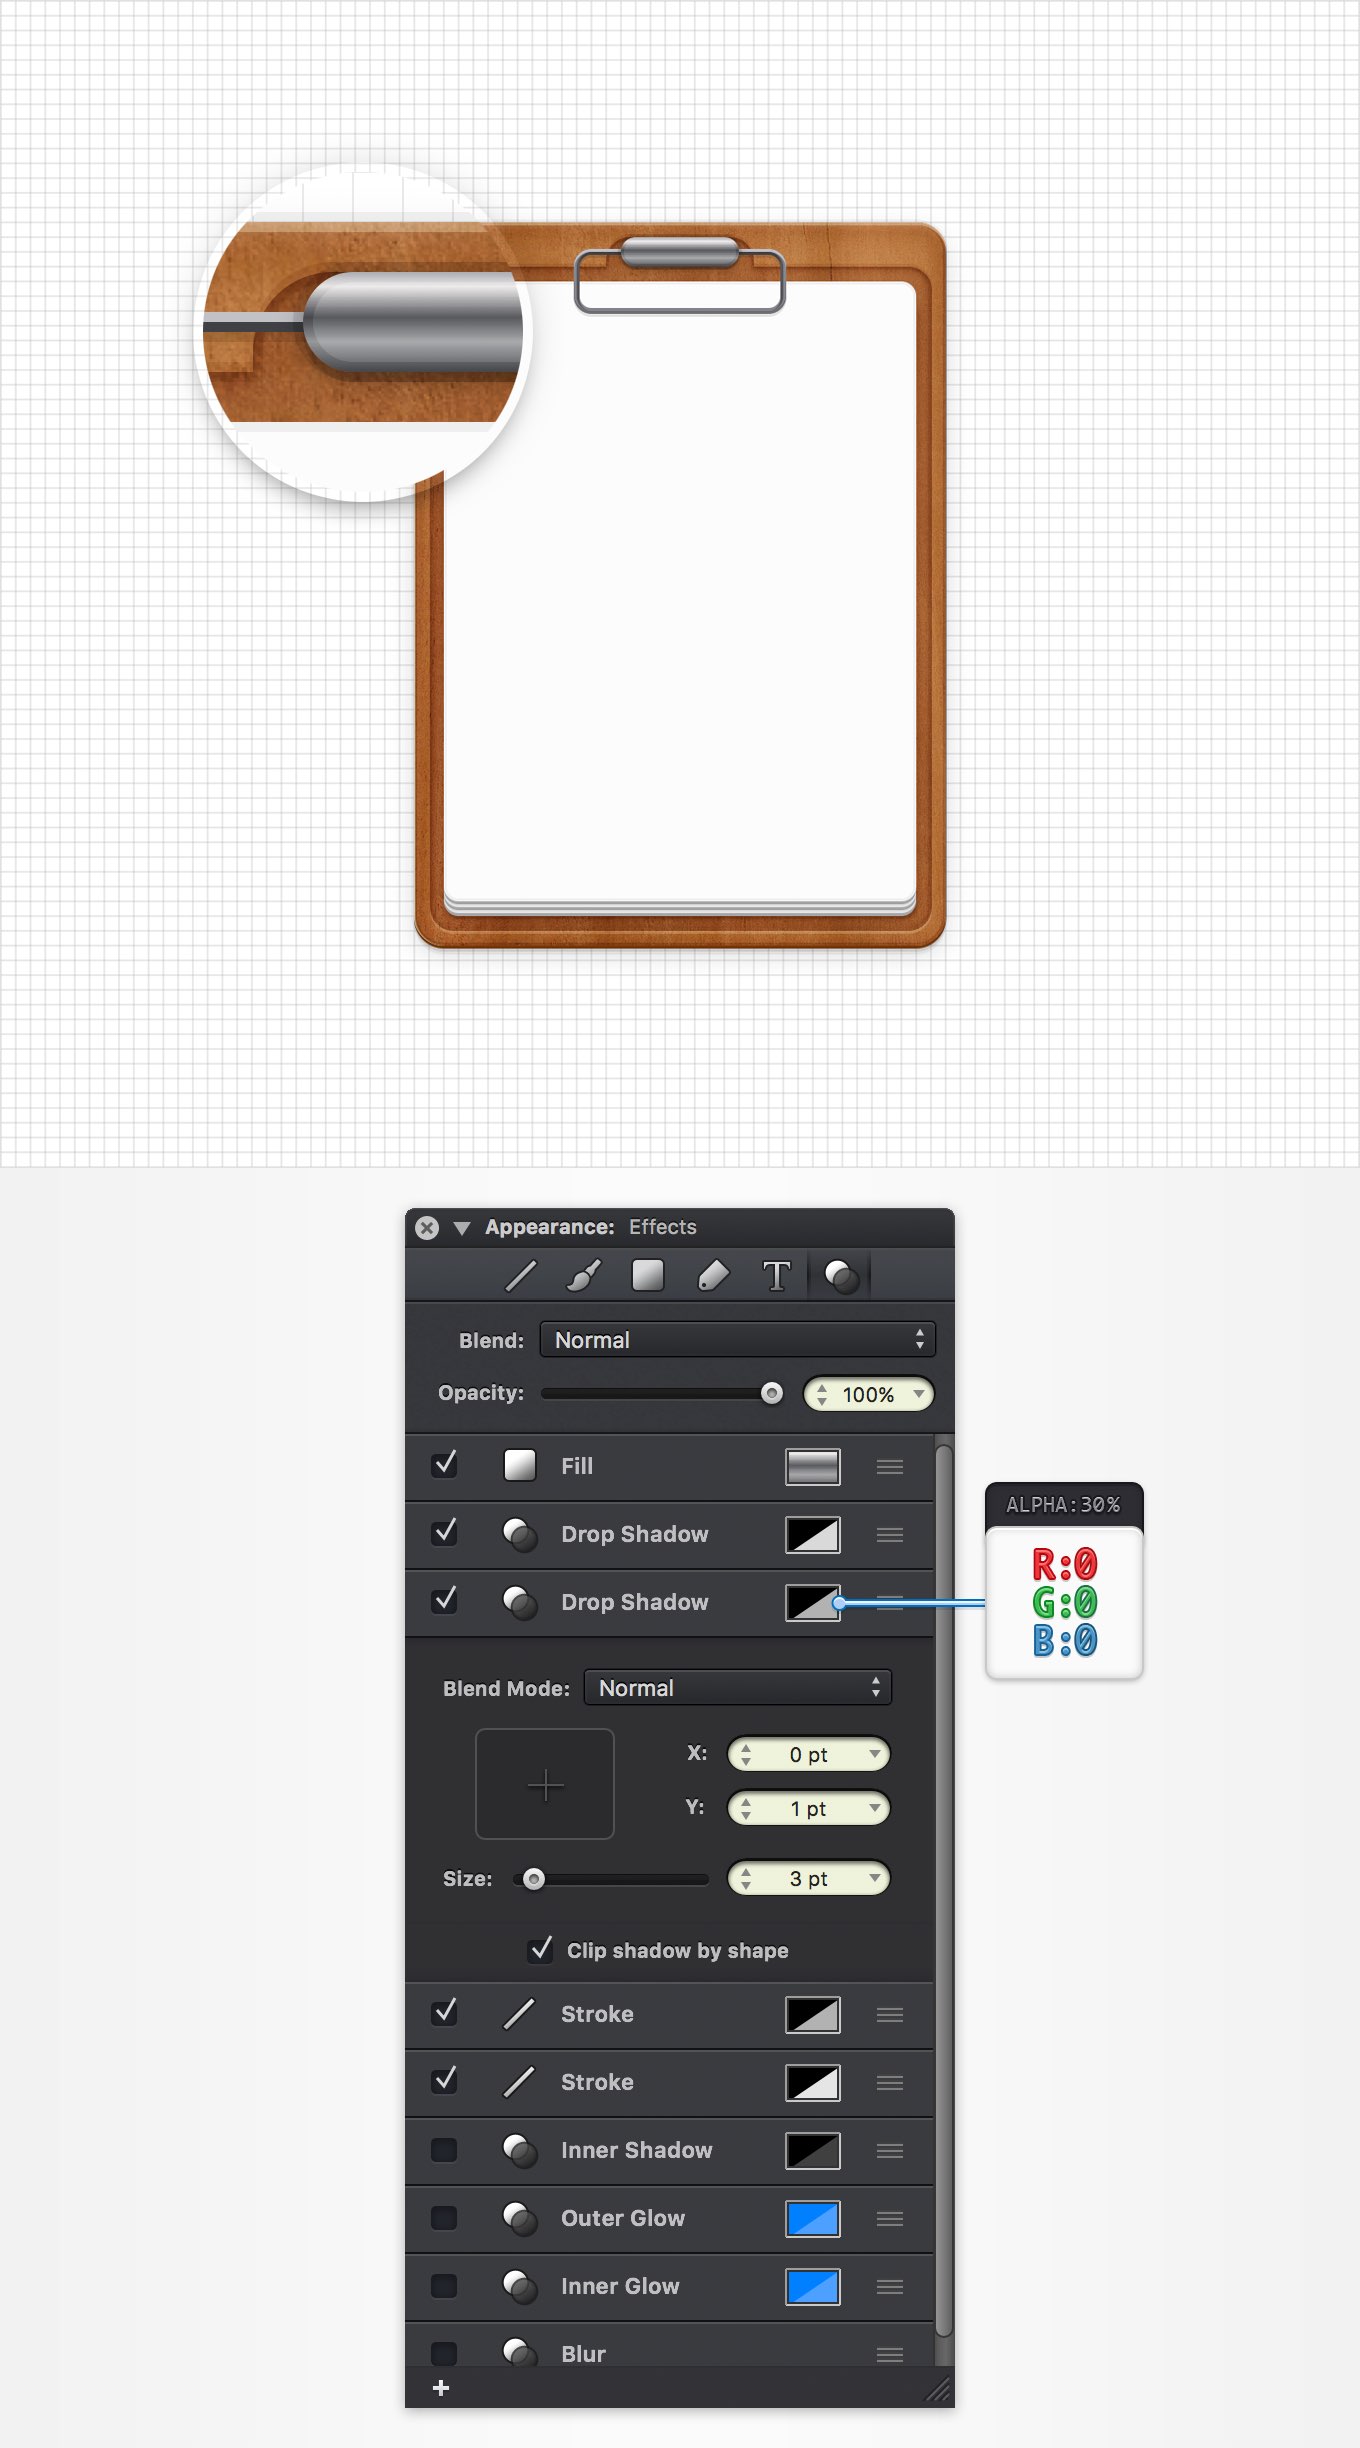 Appearance: Effects
T
Blend: Normal
Opacity: 100%
Fill
Drop Shadow
Drop Shadow
ALPHA:30%
R:0
G:0
B:0
Blend Mode: Normal
X: 0 pt
Y: 1 pt
Size: 3 pt
Clip shadow by shape
Stroke
Stroke
Inner Shadow
Outer Glow
Inner Glow
Blur